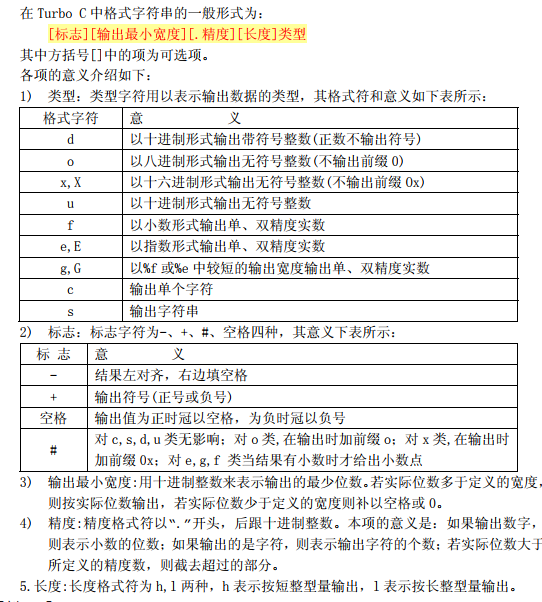 在Turbo C中格式字符串的一般形式为:
[标志][输出最小宽度][.精度][长度]类型
其中方括号[]中的项为可选项。
各项的意义介绍如下:
1) 类型:类型字符用以表示输出数据的类型,其格式符和意义如下表所示:
格式字符 意 义
d 以十进制形式输出带符号整数(正数不输出符号)
o 以八进制形式输出无符号整数(不输出前缀0)
x,X 以十六进制形式输出无符号整数(不输出前缀0x)
u 以十进制形式输出无符号整数
f 以小数形式输出单、双精度实数
e,E 以指数形式输出单、双精度实数
g,G 以%f或%e中较短的输出宽度输出单、双精度实数
c 输出单个字符
s 输出字符串
2) 标志:标志字符为-、+、#、空格四种,其意义下表所示:
标 志 意 义
- 结果左对齐,右边填空格
+ 输出符号(正号或负号)
空格 输出值为正时冠以空格,为负时冠以负号
# 对c,s,d,u类无影响;对o类,在输出时加前缀o;对x类,在输出时
加前缀0x;对e,g,f 类当结果有小数时才给出小数点
3) 输出最小宽度:用十进制整数来表示输出的最少位数。若实际位数多于定义的宽度,
则按实际位数输出,若实际位数少于定义的宽度则补以空格或0。
4) 精度:精度格式符以“.”开头,后跟十进制整数。本项的意义是:如果输出数字,
则表示小数的位数;如果输出的是字符,则表示输出字符的个数;若实际位数大于
所定义的精度数,则截去超过的部分。
5.长度:长度格式符为h,l两种,h表示按短整型量输出,l表示按长整型量输出。